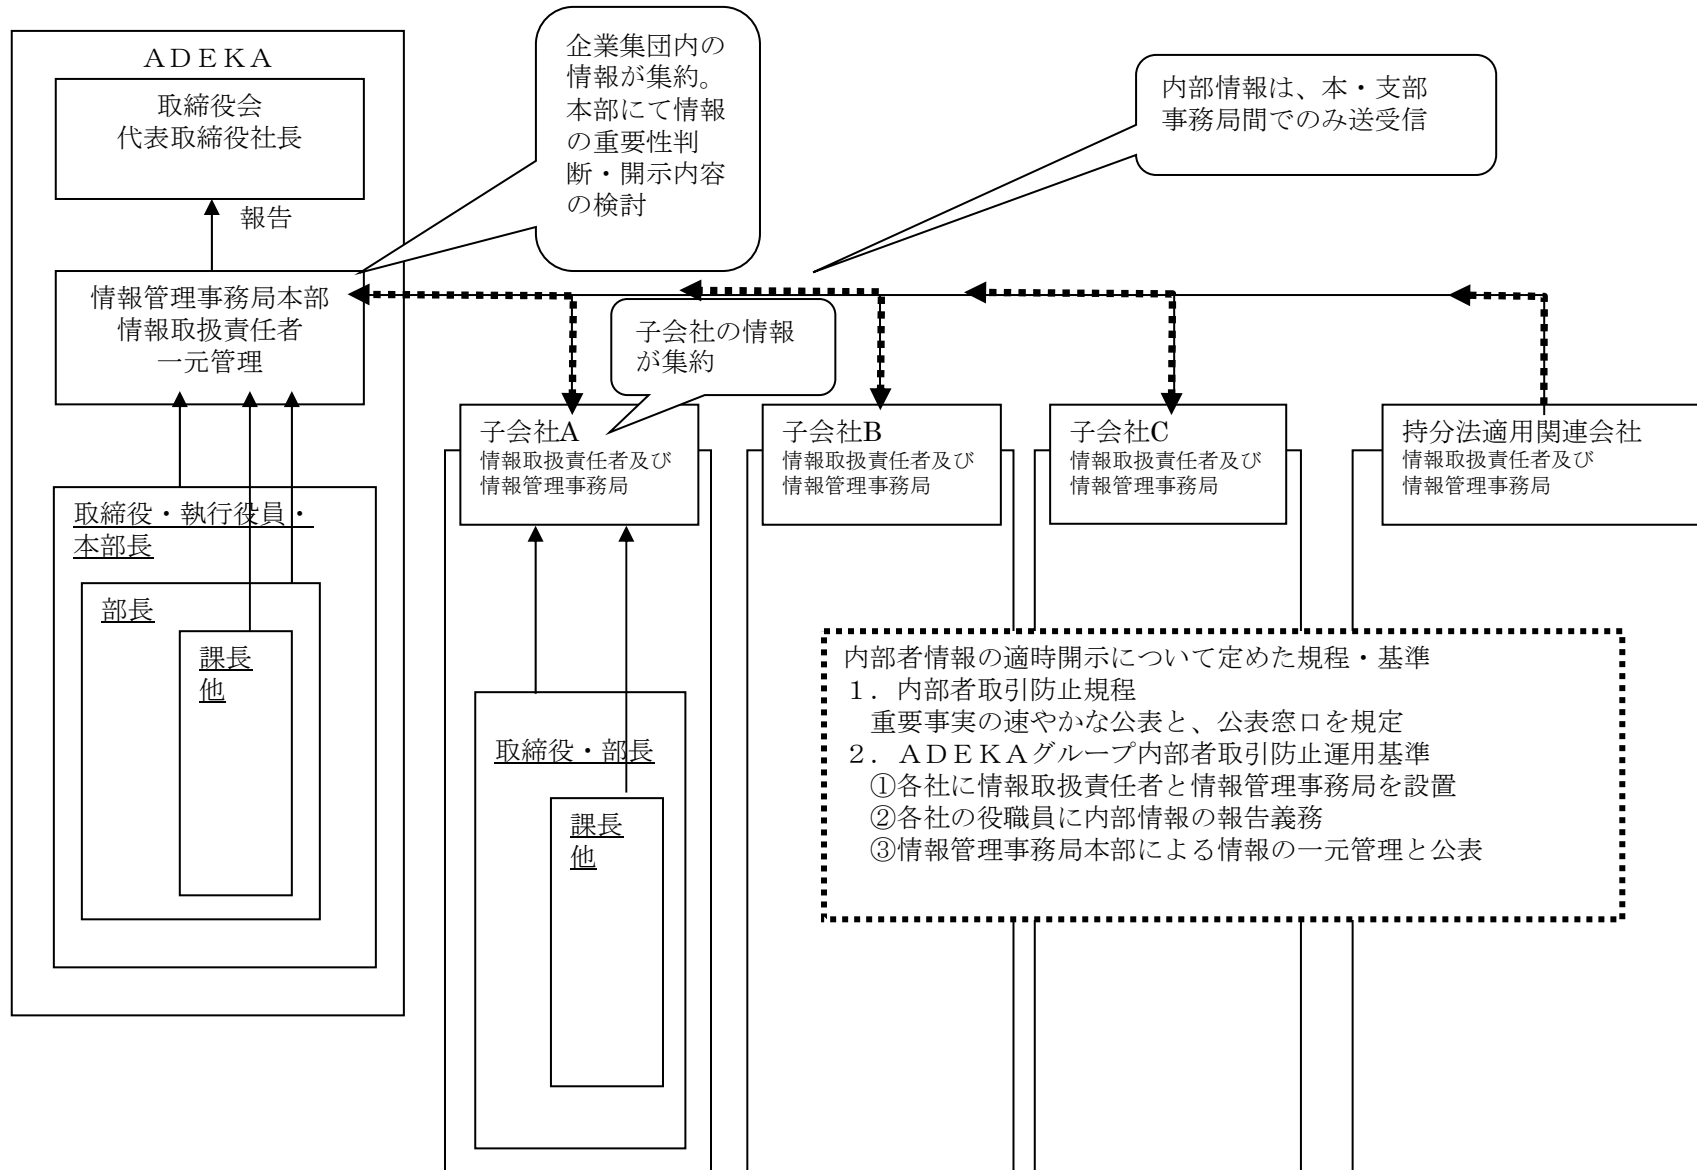 ＡＤＥＫＡ
取締役会
代表取締役社長
報告
情報管理事務局本部
情報取扱責任者
一元管理
取締役・執行役員・
本部長
部長
課長
他
企業集団内の
情報が集約。
本部にて情報
の重要性判
断・開示内容
の検討
内部情報は、本・支部
事務局間でのみ送受信
子会社の情報
が集約
子会社A
情報取扱責任者及び
情報管理事務局
取締役・部長
課長
他
子会社B
情報取扱責任者及び
情報管理事務局
子会社C
情報取扱責任者及び
情報管理事務局
持分法適用関連会社
情報取扱責任者及び
情報管理事務局
内部者情報の適時開示について定めた規程・基準
１．内部者取引防止規程
重要事実の速やかな公表と、公表窓口を規定
２．ＡＤＥＫＡグループ内部者取引防止運用基準
①各社に情報取扱責任者と情報管理事務局を設置
②各社の役職員に内部情報の報告義務
③情報管理事務局本部による情報の一元管理と公表